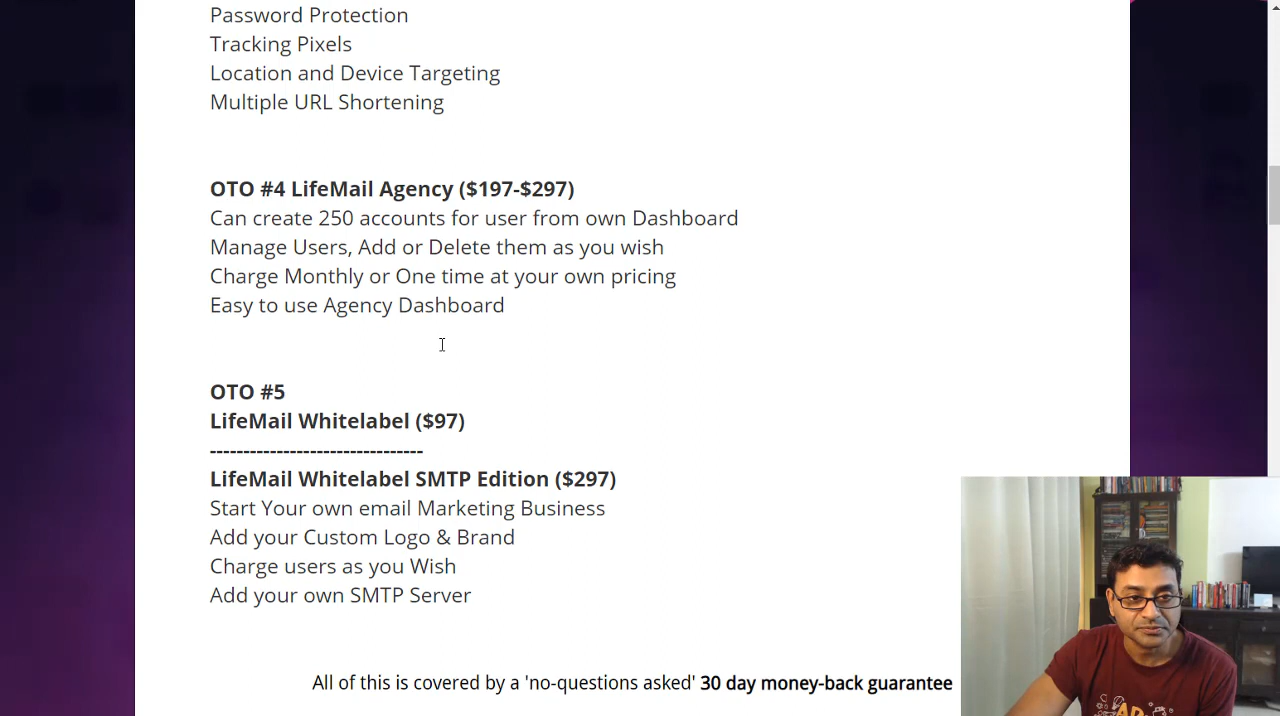 Password Protection
Tracking Pixels
Location and Device Targeting
Multiple URL Shortening
OTO #4 LifeMail Agency ($197-$297)
Can create 250 accounts for user from own Dashboard
Manage Users, Add or Delete them as you wish
Charge Monthly or One time at your own pricing
Easy to use Agency Dashboard
OTO #5
LifeMail Whitelabel ($97)
-------------------------------
LifeMail Whitelabel SMTP Edition ($297)
Start Your own email Marketing Business
Add your Custom Logo & Brand
Charge users as you Wish
Add your own SMTP Server
All of this is covered by a 'no-questions asked' 30 day money-back guarantee